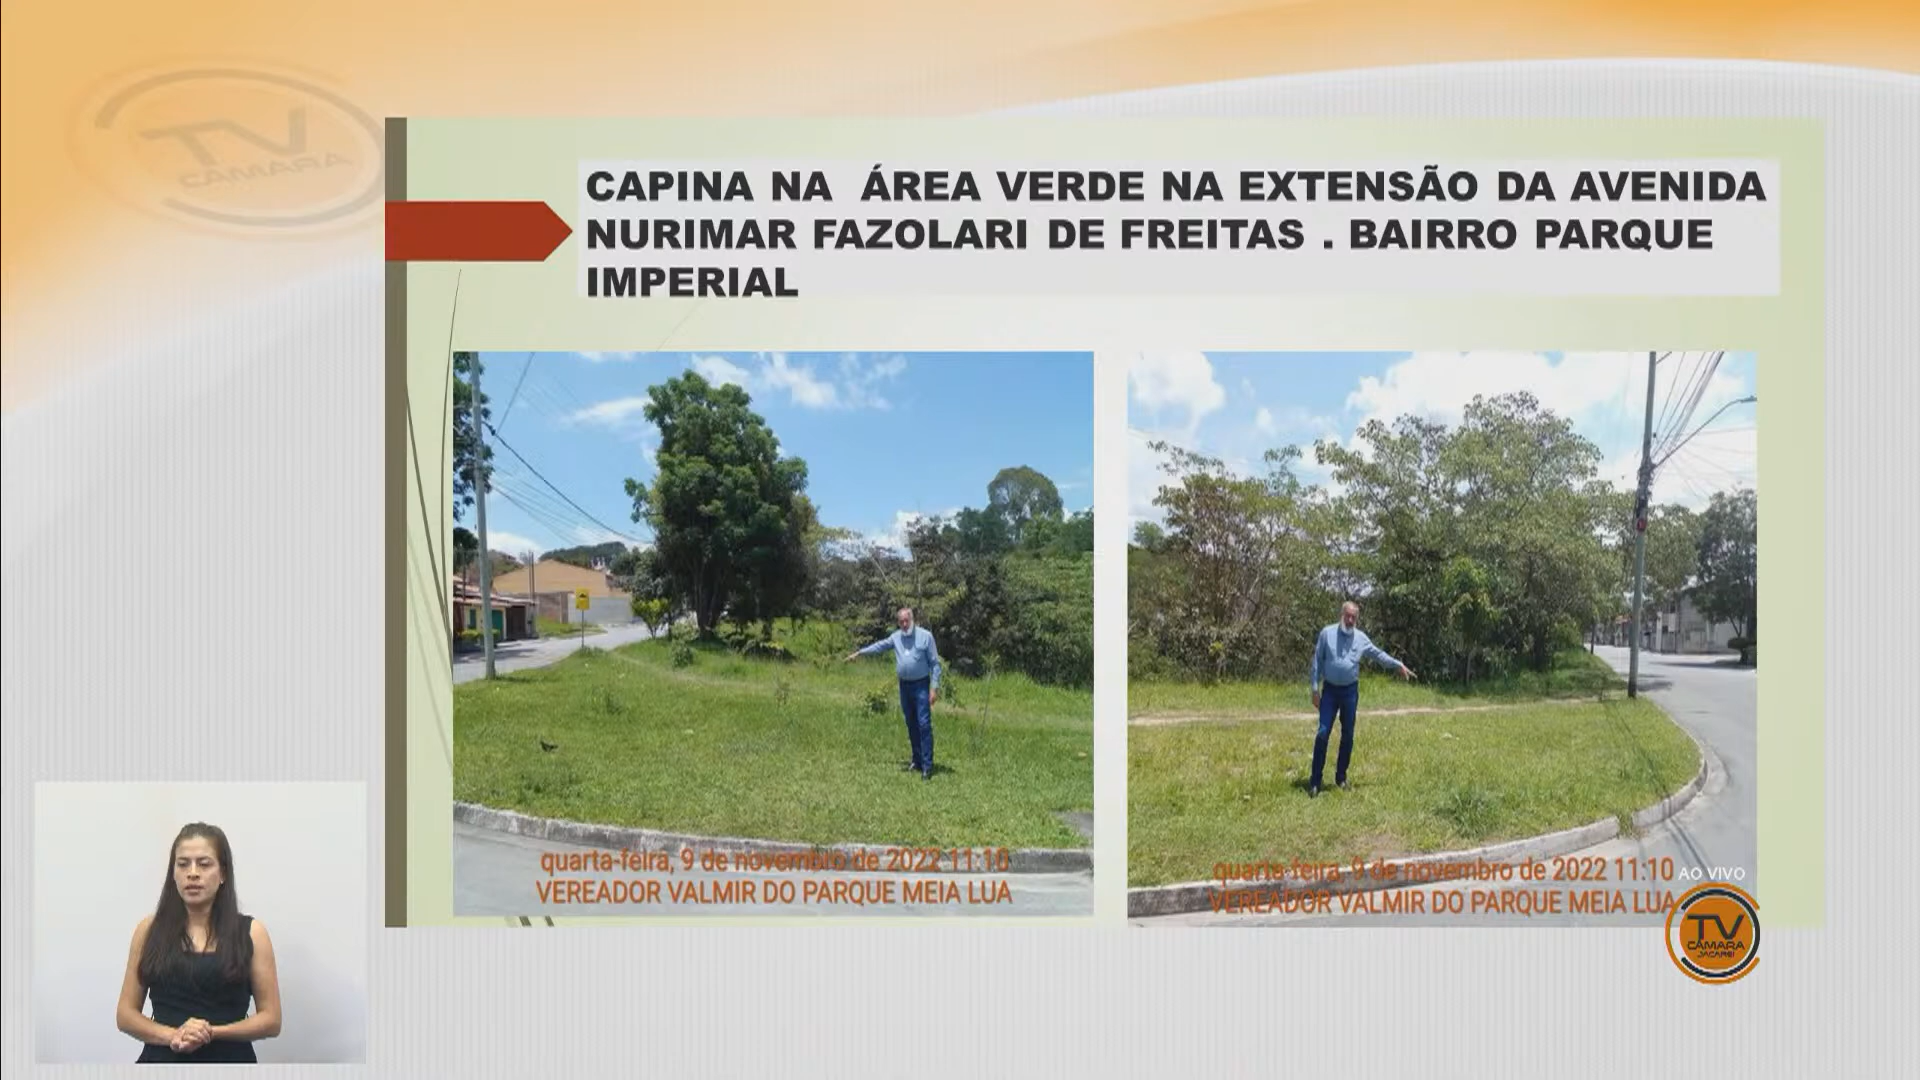 TV
CÂMARA
CAPINA NA ÁREA VERDE NA EXTENSÃO DA AVENIDA
NURIMAR FAZOLARI DE FREITAS . BAIRRO PARQUE
IMPERIAL
quarta-feira, 9 de novembro de 2022 11:10
VEREADOR VALMIR DO PARQUE MEIA LUA
quarta-feira, 9 de novembro de 2022 11:10
VEREADOR VALMIR DO PARQUE MEIA LUA
AO VIVO
TV
CÂMARA
JACAREÍ